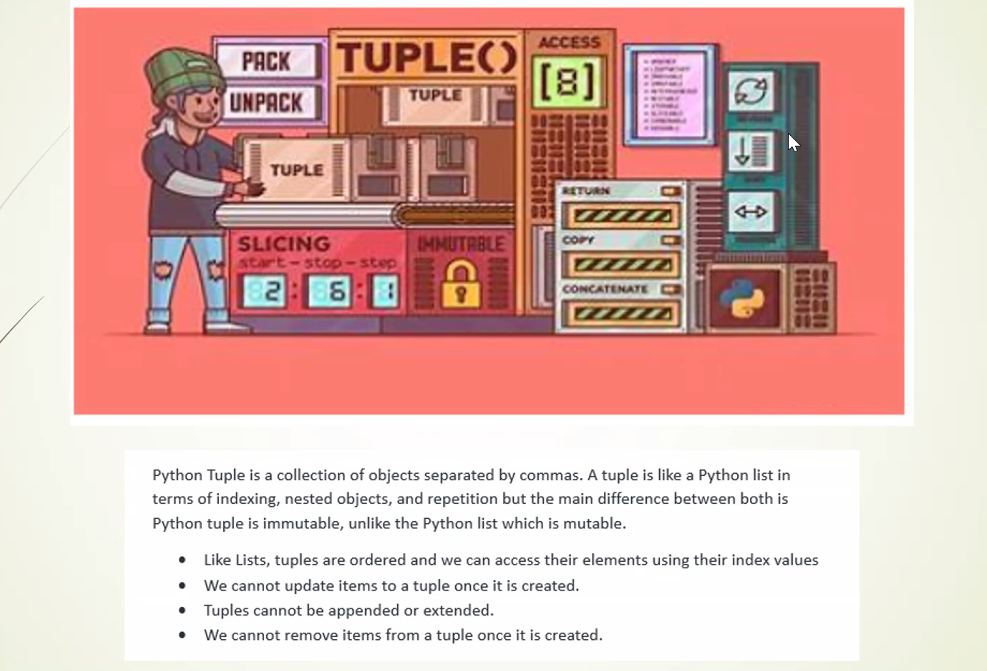 PACK
UNPACK
TUPLE()
TUPLE
ACCESS
[8]
TUPLE
SLICING
start - stop - step
2 : 6 : 1
IMMUTABLE
RETURN
COPY
CONCATENATE
Python Tuple is a collection of objects separated by commas. A tuple is like a Python list in
terms of indexing, nested objects, and repetition but the main difference between both is
Python tuple is immutable, unlike the Python list which is mutable.
• Like Lists, tuples are ordered and we can access their elements using their index values
• We cannot update items to a tuple once it is created.
• Tuples cannot be appended or extended.
• We cannot remove items from a tuple once it is created.